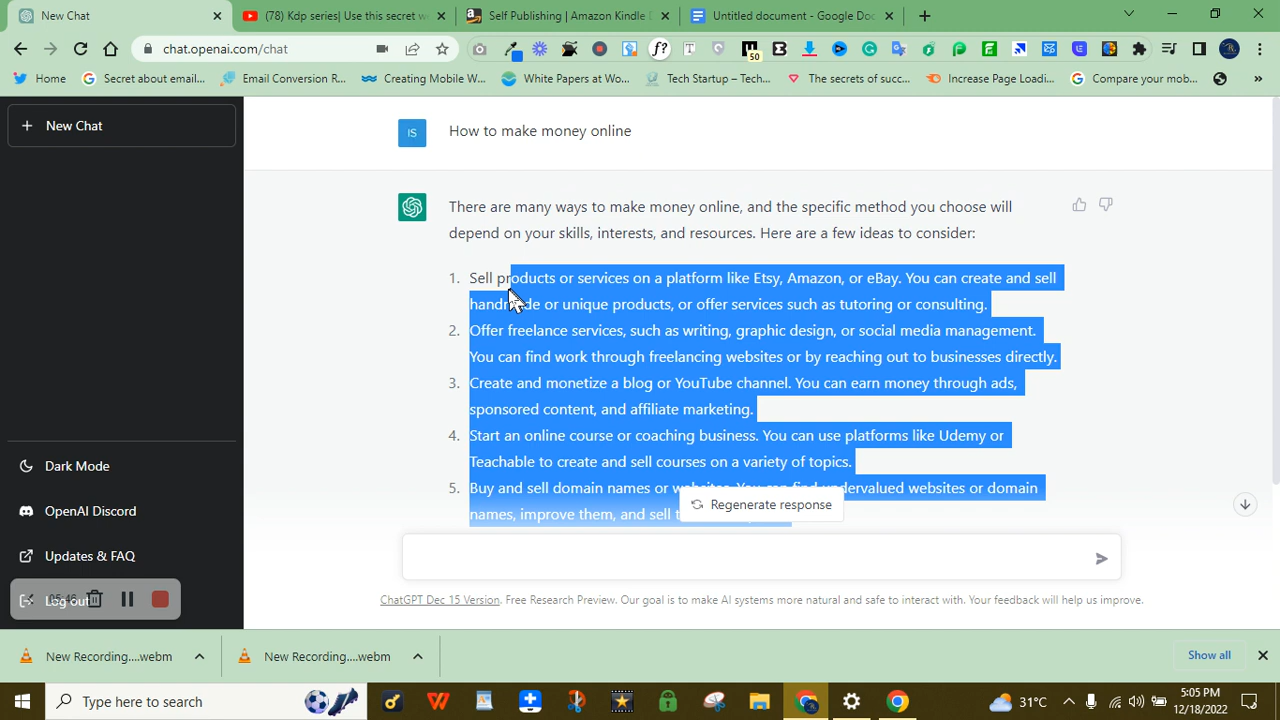 New Chat
(78) Kdp series| Use this secret w
Self Publishing | Amazon Kindle D
Untitled document - Google Doc
chat.openai.com/chat
50
Home
Secret about email...
Email Conversion R...
Creating Mobile W...
White Papers at Wo...
Tech Startup – Tech...
The secrets of succ...
Increase Page Loadi...
Compare your mob...
New Chat
IS
How to make money online
There are many ways to make money online, and the specific method you choose will
depend on your skills, interests, and resources. Here are a few ideas to consider:
1. Sell products or services on a platform like Etsy, Amazon, or eBay. You can create and sell
handmade or unique products, or offer services such as tutoring or consulting.
2. Offer freelance services, such as writing, graphic design, or social media management.
You can find work through freelancing websites or by reaching out to businesses directly.
3. Create and monetize a blog or YouTube channel. You can earn money through ads,
sponsored content, and affiliate marketing.
4. Start an online course or coaching business. You can use platforms like Udemy or
Teachable to create and sell courses on a variety of topics.
5. Buy and sell domain names or websites. You can find undervalued websites or domain
names, improve them, and sell
Regenerate response
Dark Mode
OpenAI Discord
Updates & FAQ
Log out
ChatGPT Dec 15 Version. Free Research Preview. Our goal is to make AI systems more natural and safe to interact with. Your feedback will help us improve.
New Recording....webm
New Recording....webm
Show all
Type here to search
31°C
5:05 PM
12/18/2022